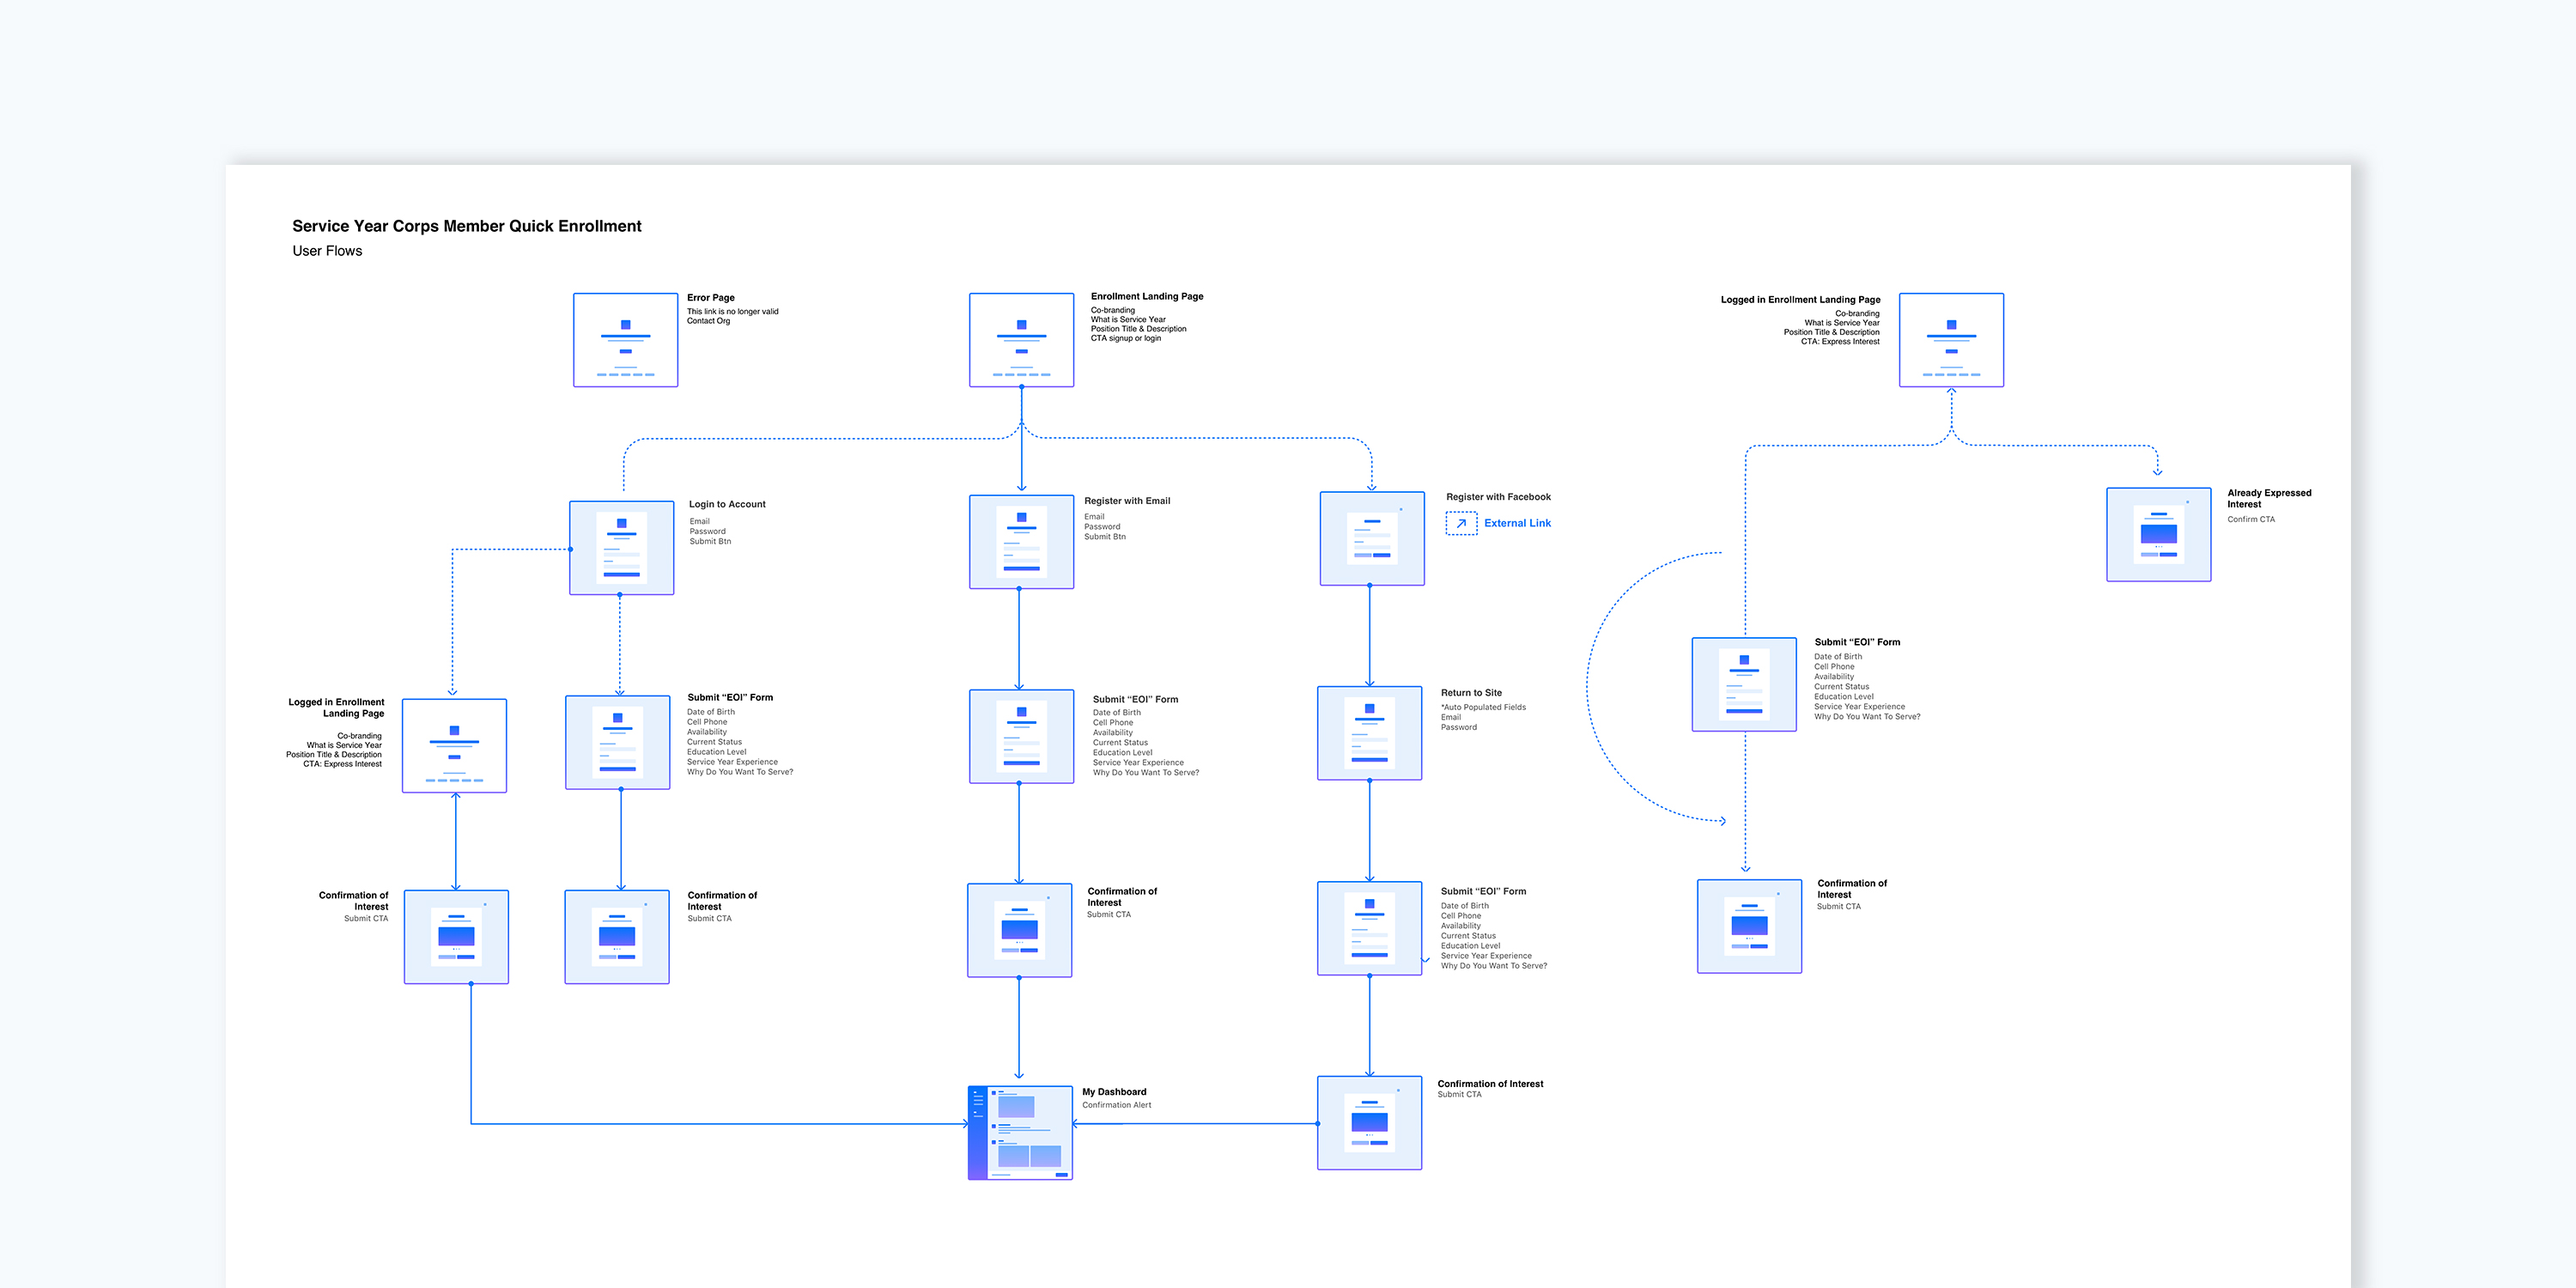 Service Year Corps Member Quick Enrollment
User Flows
Error Page
This link is no longer valid
Contact Org
Enrollment Landing Page
Co-branding
What is Service Year
Position Title & Description
CTA signup or login
Logged in Enrollment Landing Page
Co-branding
What is Service Year
Position Title & Description
CTA: Express Interest
Login to Account
Email
Password
Submit Btn
Register with Email
Email
Password
Submit Btn
Register with Facebook
External Link
Already Expressed
Interest
Confirm CTA
Logged in Enrollment
Landing Page
Co-branding
What is Service Year
Position Title & Description
CTA: Express Interest
Submit “EOI” Form
Date of Birth
Cell Phone
Availability
Current Status
Education Level
Service Year Experience
Why Do You Want To Serve?
Submit “EOI” Form
Date of Birth
Cell Phone
Availability
Current Status
Education Level
Service Year Experience
Why Do You Want To Serve?
Return to Site
*Auto Populated Fields
Email
Password
Submit “EOI” Form
Date of Birth
Cell Phone
Availability
Current Status
Education Level
Service Year Experience
Why Do You Want To Serve?
Confirmation of
Interest
Submit CTA
Confirmation of
Interest
Submit CTA
Confirmation of
Interest
Submit CTA
Submit “EOI” Form
Date of Birth
Cell Phone
Availability
Current Status
Education Level
Service Year Experience
Why Do You Want To Serve?
Confirmation of
Interest
Submit CTA
My Dashboard
Confirmation Alert
Confirmation of Interest
Submit CTA